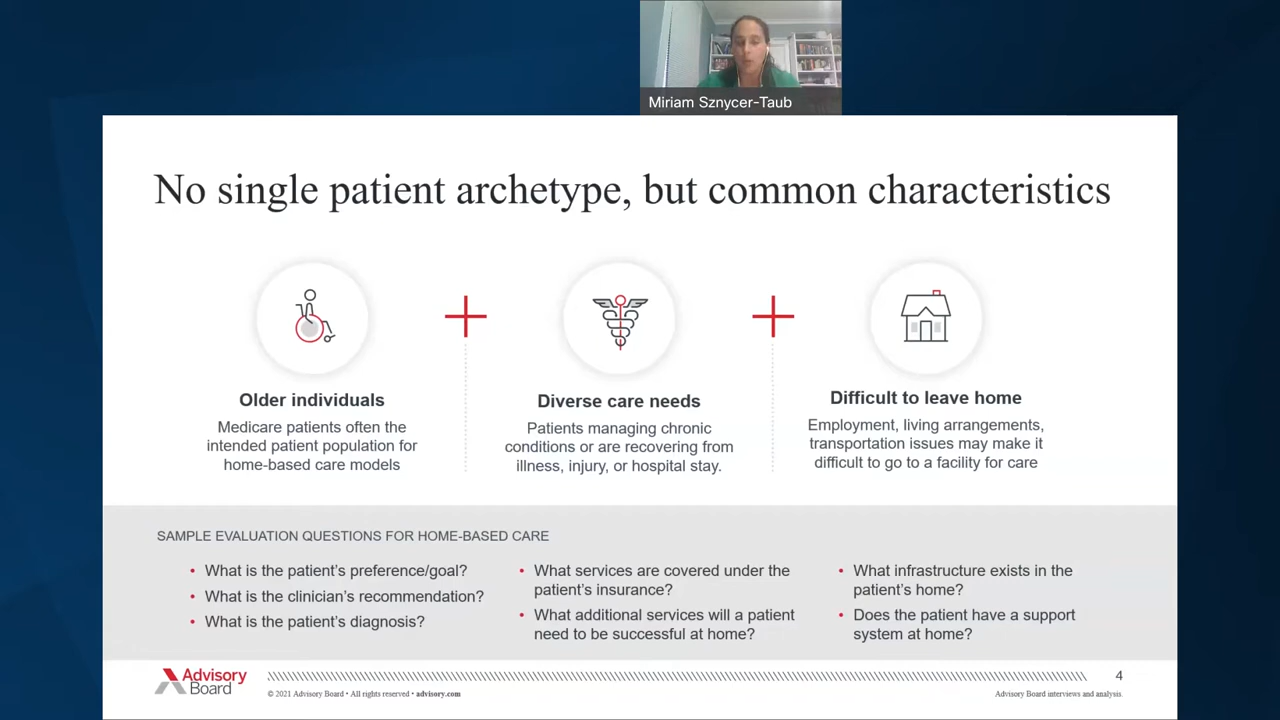 Miriam Sznycer-Taub
No single patient archetype, but common characteristics
Older individuals
Medicare patients often the
intended patient population for
home-based care models
Diverse care needs
Patients managing chronic
conditions or are recovering from
illness, injury, or hospital stay.
Difficult to leave home
Employment, living arrangements,
transportation issues may make it
difficult to go to a facility for care
SAMPLE EVALUATION QUESTIONS FOR HOME-BASED CARE
• What is the patient's preference/goal?
• What is the clinician's recommendation?
• What is the patient's diagnosis?
• What services are covered under the
patient's insurance?
• What additional services will a patient
need to be successful at home?
• What infrastructure exists in the
patient's home?
• Does the patient have a support
system at home?
Advisory
Board
© 2021 Advisory Board • All rights reserved • advisory.com
4
Advisory Board interviews and analysis.